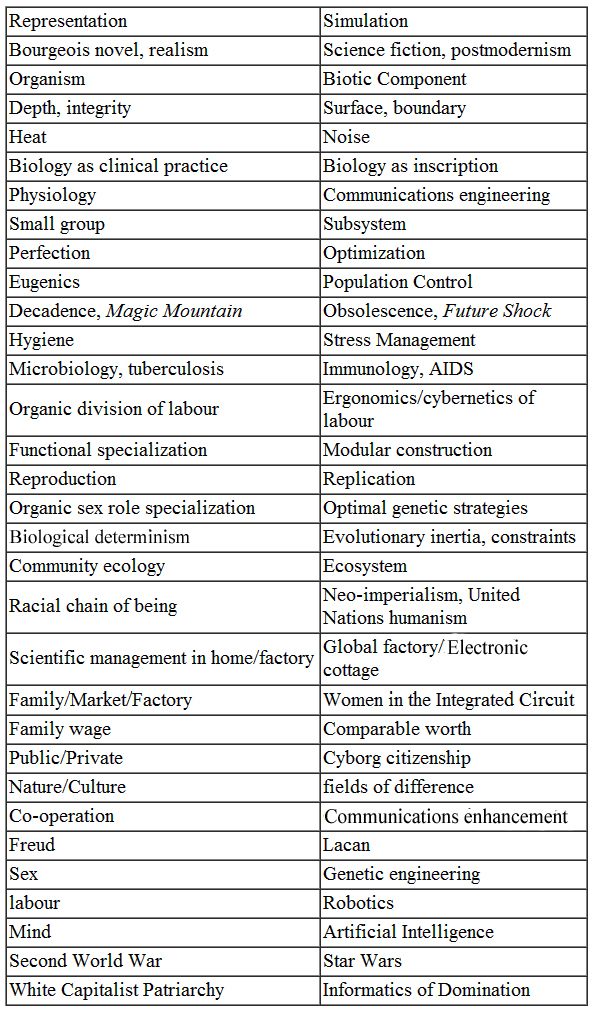 Representation Simulation
Bourgeois novel, realism Science fiction, postmodernism
Organism Biotic Component
Depth, integrity Surface, boundary
Heat Noise
Biology as clinical practice Biology as inscription
Physiology Communications engineering
Small group Subsystem
Perfection Optimization
Eugenics Population Control
Decadence, Magic Mountain Obsolescence, Future Shock
Hygiene Stress Management
Microbiology, tuberculosis Immunology, AIDS
Organic division of labour Ergonomics/cybernetics of
labour
Functional specialization Modular construction
Reproduction Replication
Organic sex role specialization Optimal genetic strategies
Biological determinism Evolutionary inertia, constraints
Community ecology Ecosystem
Racial chain of being Neo-imperialism, United
Nations humanism
Scientific management in home/factory Global factory/Electronic
cottage
Family/Market/Factory Women in the Integrated Circuit
Family wage Comparable worth
Public/Private Cyborg citizenship
Nature/Culture fields of difference
Co-operation Communications enhancement
Freud Lacan
Sex Genetic engineering
labour Robotics
Mind Artificial Intelligence
Second World War Star Wars
White Capitalist Patriarchy Informatics of Domination